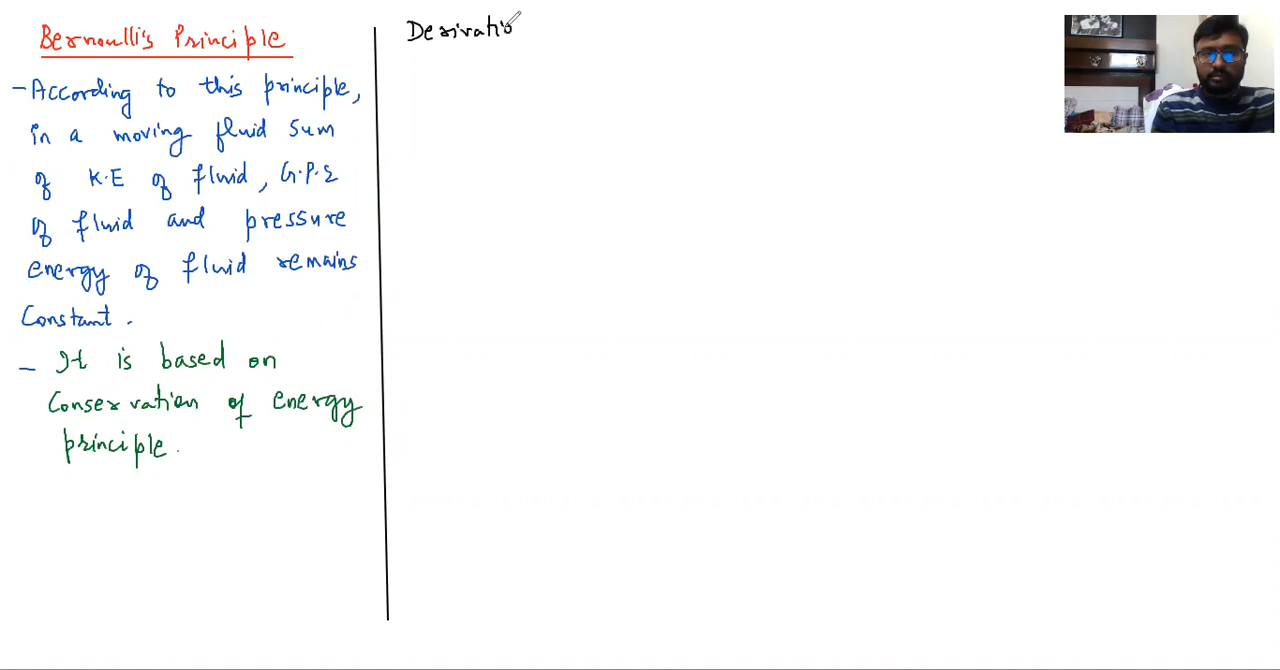 Bernoulli's Principle
- According to this principle,
in a moving fluid sum
of K.E of fluid, G.P.E
of fluid and pressure
energy of fluid remains
Constant.
- It is based on
Conservation of energy
principle.
Derivatio